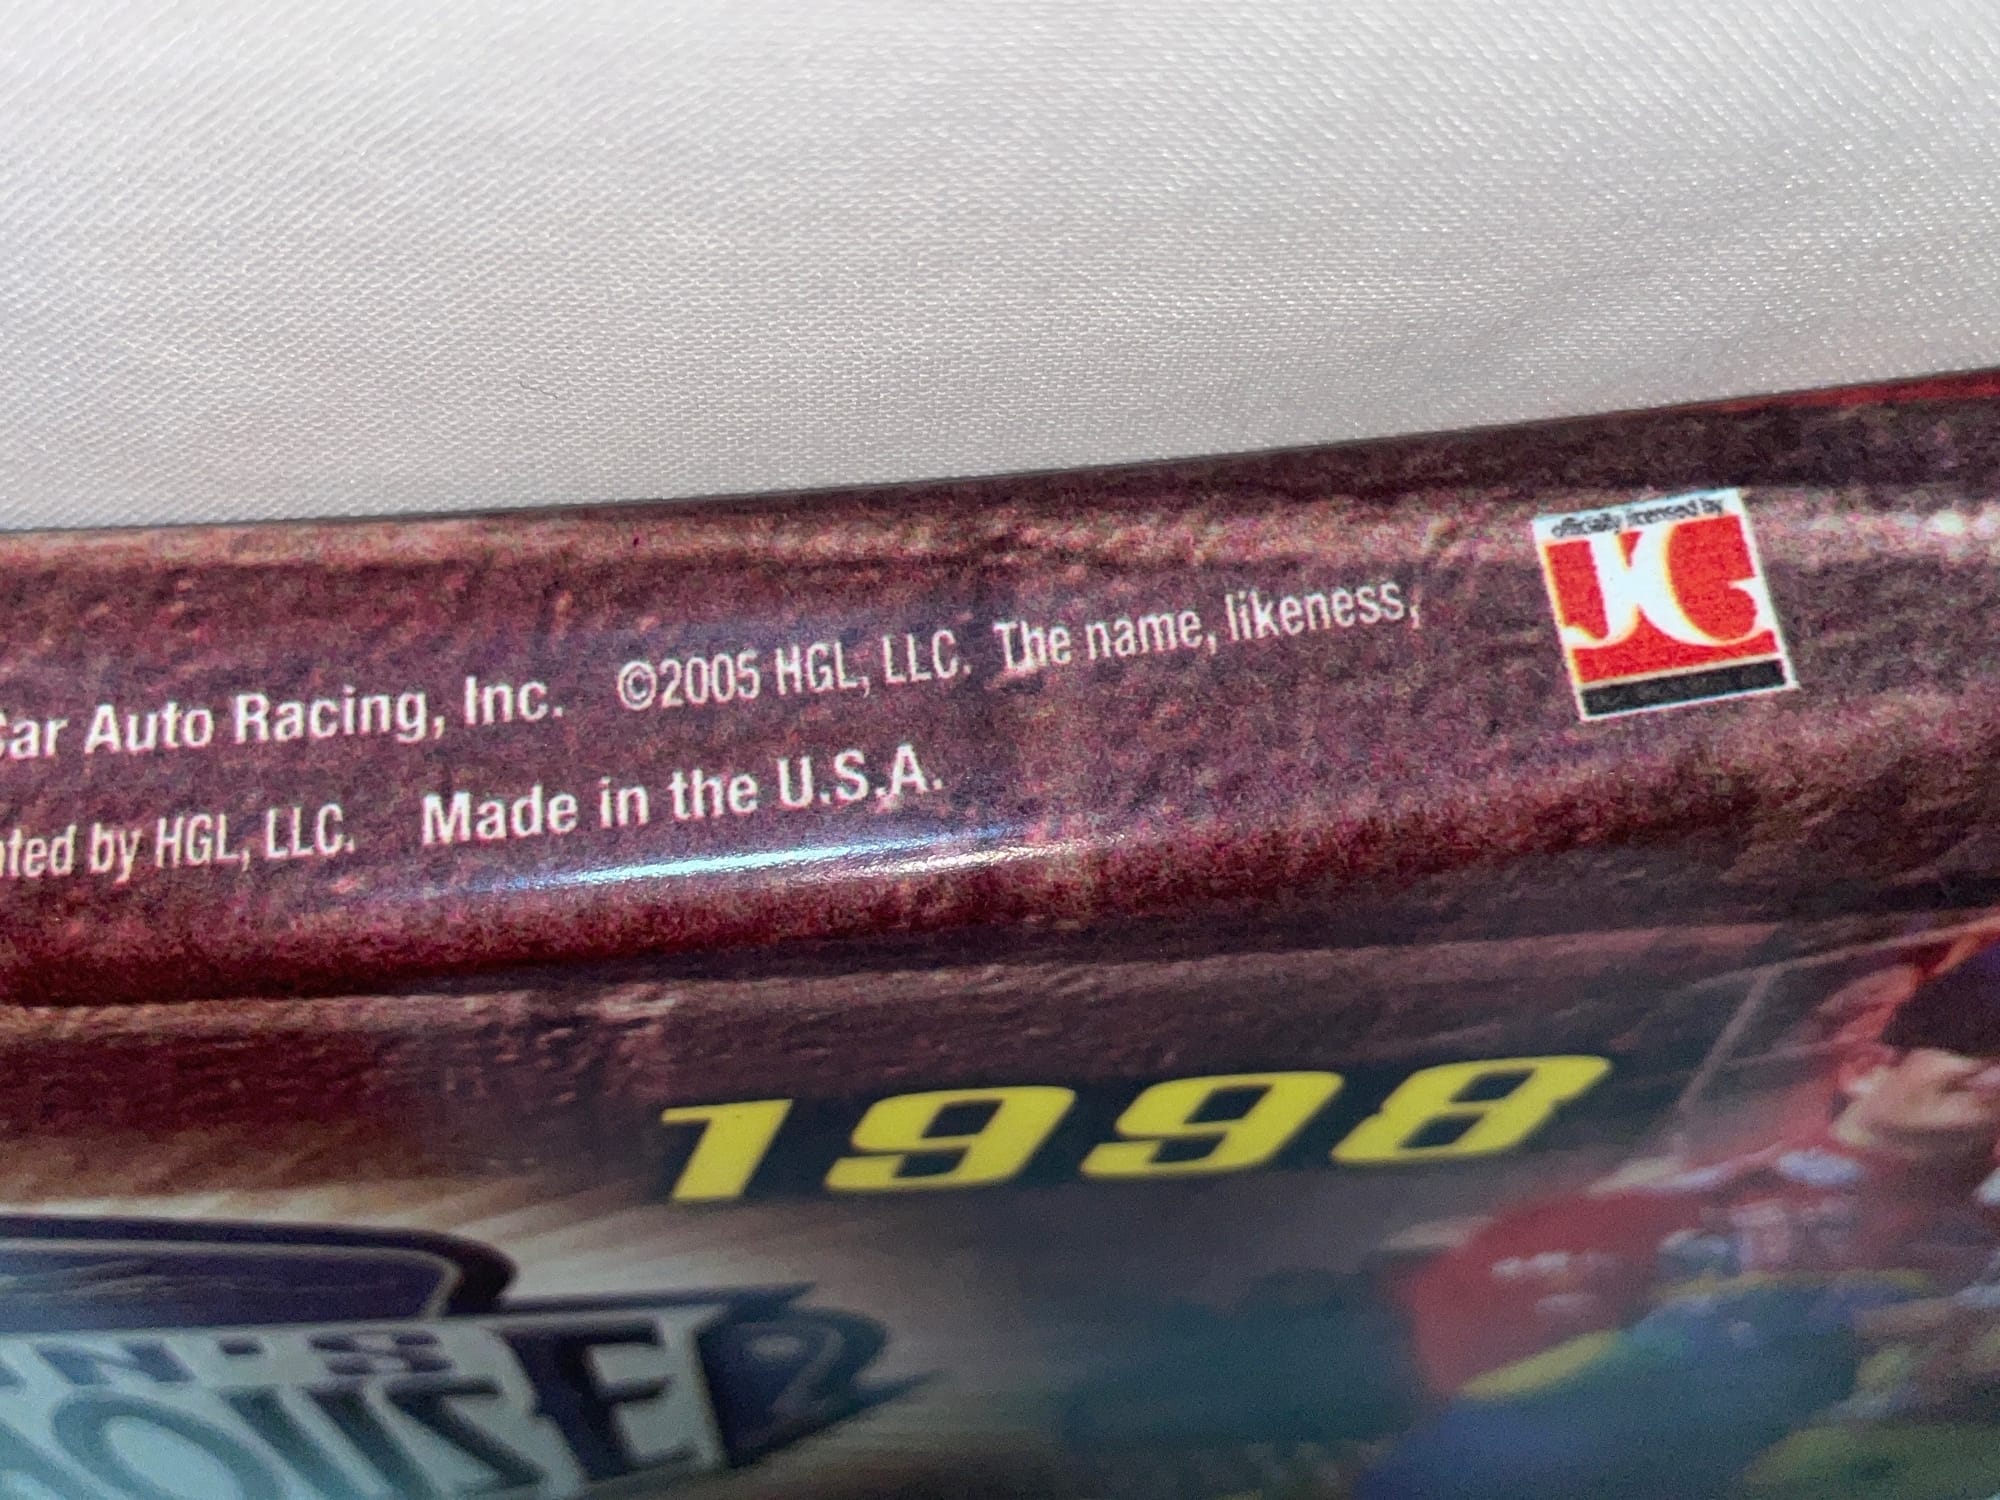 officially licensed by
JG
Car Auto Racing, Inc. ©2005 HGL, LLC. The name, likeness,
by HGL, LLC. Made in the U.S.A.
1998